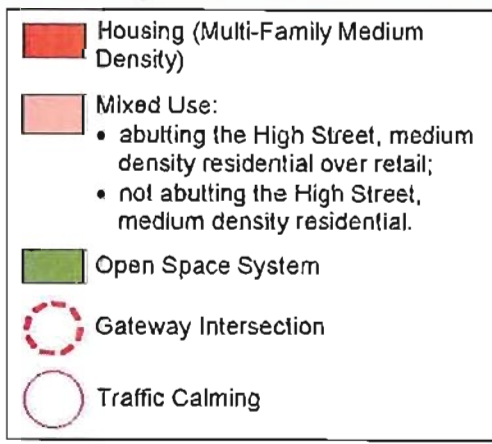 Housing (Multi-Family Medium
Density)
Mixed Use:
• abutting the High Street, medium
density residential over retail;
• not abutting the High Street,
medium density residential.
Open Space System
Gateway Intersection
Traffic Calming